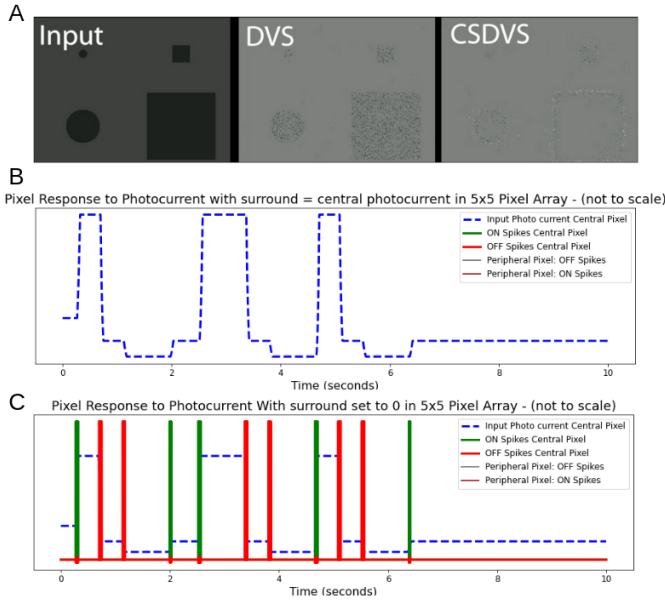 A
Input
DVS
CSDVS
B
Pixel Response to Photocurrent with surround = central photocurrent in 5x5 Pixel Array - (not to scale)
Input Photo current Central Pixel
ON Spikes Central Pixel
OFF Spikes Central Pixel
Peripheral Pixel: OFF Spikes
Peripheral Pixel: ON Spikes
0 2 4 6 8 10
Time (seconds)
C
Pixel Response to Photocurrent With surround set to 0 in 5x5 Pixel Array - (not to scale)
Input Photo current Central Pixel
ON Spikes Central Pixel
OFF Spikes Central Pixel
Peripheral Pixel: OFF Spikes
Peripheral Pixel: ON Spikes
0 2 4 6 8 10
Time (seconds)